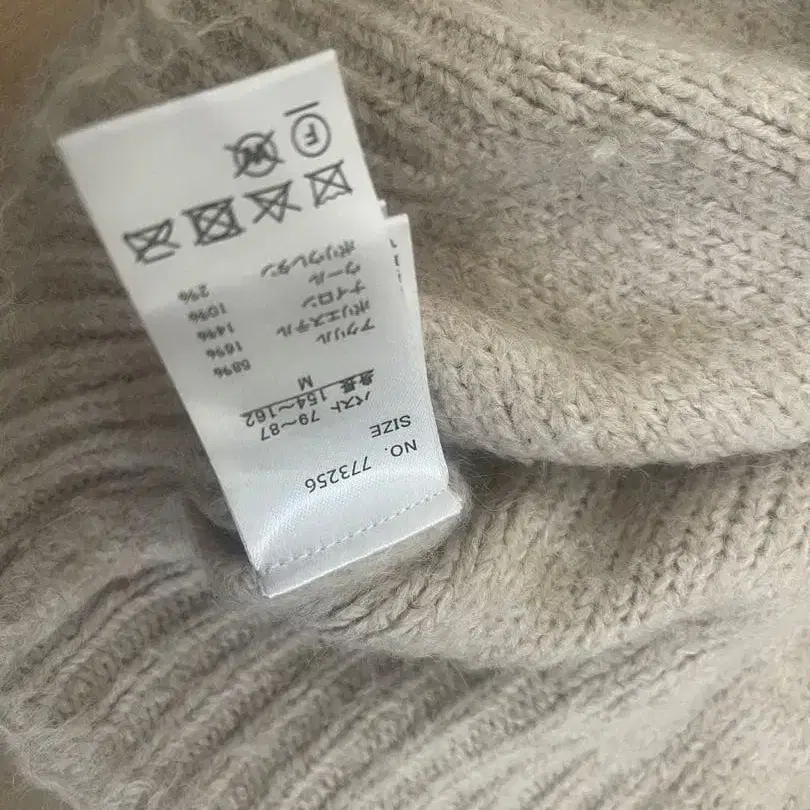 NO. 773256
SIZE
バスト 79〜87
身長 154〜162
M
アクリル 58%
ポリエステル 16%
ナイロン 14%
ウール 10%
ポリウレタン 2%
F W